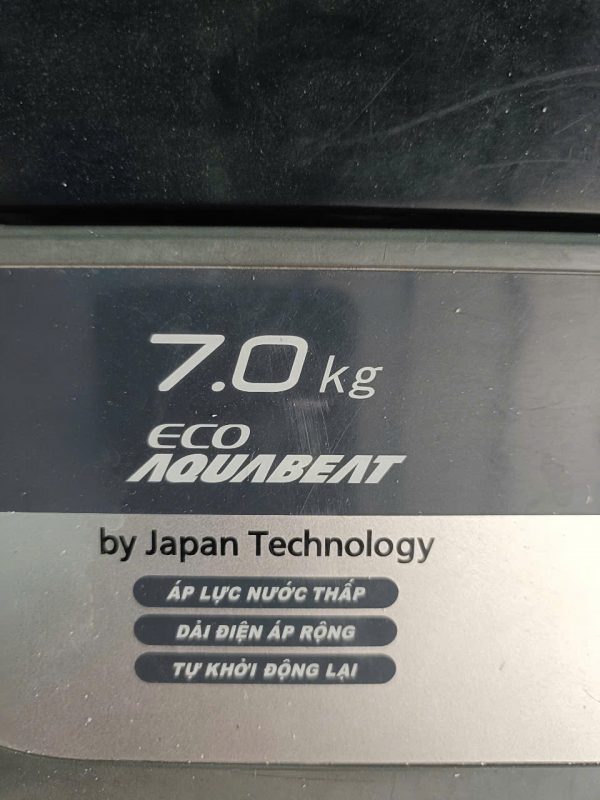 7.0 kg
ECO
AQUABEAT
by Japan Technology
ÁP LỰC NƯỚC THẤP
DẢI ĐIỆN ÁP RỘNG
TỰ KHỞI ĐỘNG LẠI